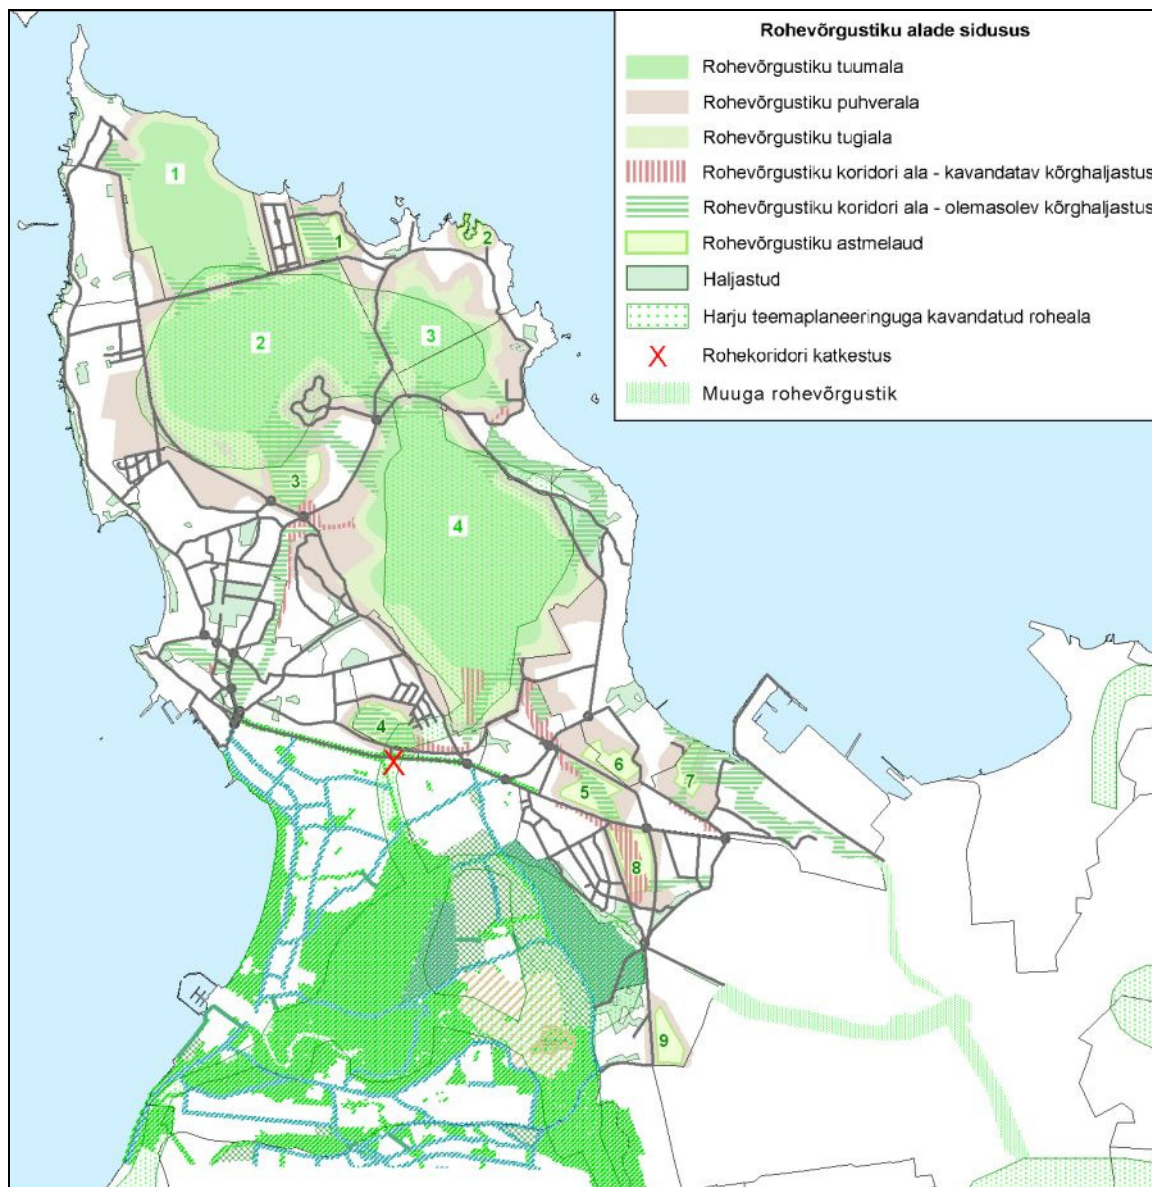 Rohevõrgustiku alade sidusus
Rohevõrgustiku tuumala
Rohevõrgustiku puhverala
Rohevõrgustiku tugiala
Rohevõrgustiku koridori ala - kavandatav kõrghaljastus
Rohevõrgustiku koridori ala - olemasolev kõrghaljastus
Rohevõrgustiku astmelaud
Haljastud
Harju teemaplaneeringuga kavandatud roheala
Rohekoridori katkestus
Muuga rohevõrgustik
1
1
2
2
3
3
4
4
6
7
5
8
9